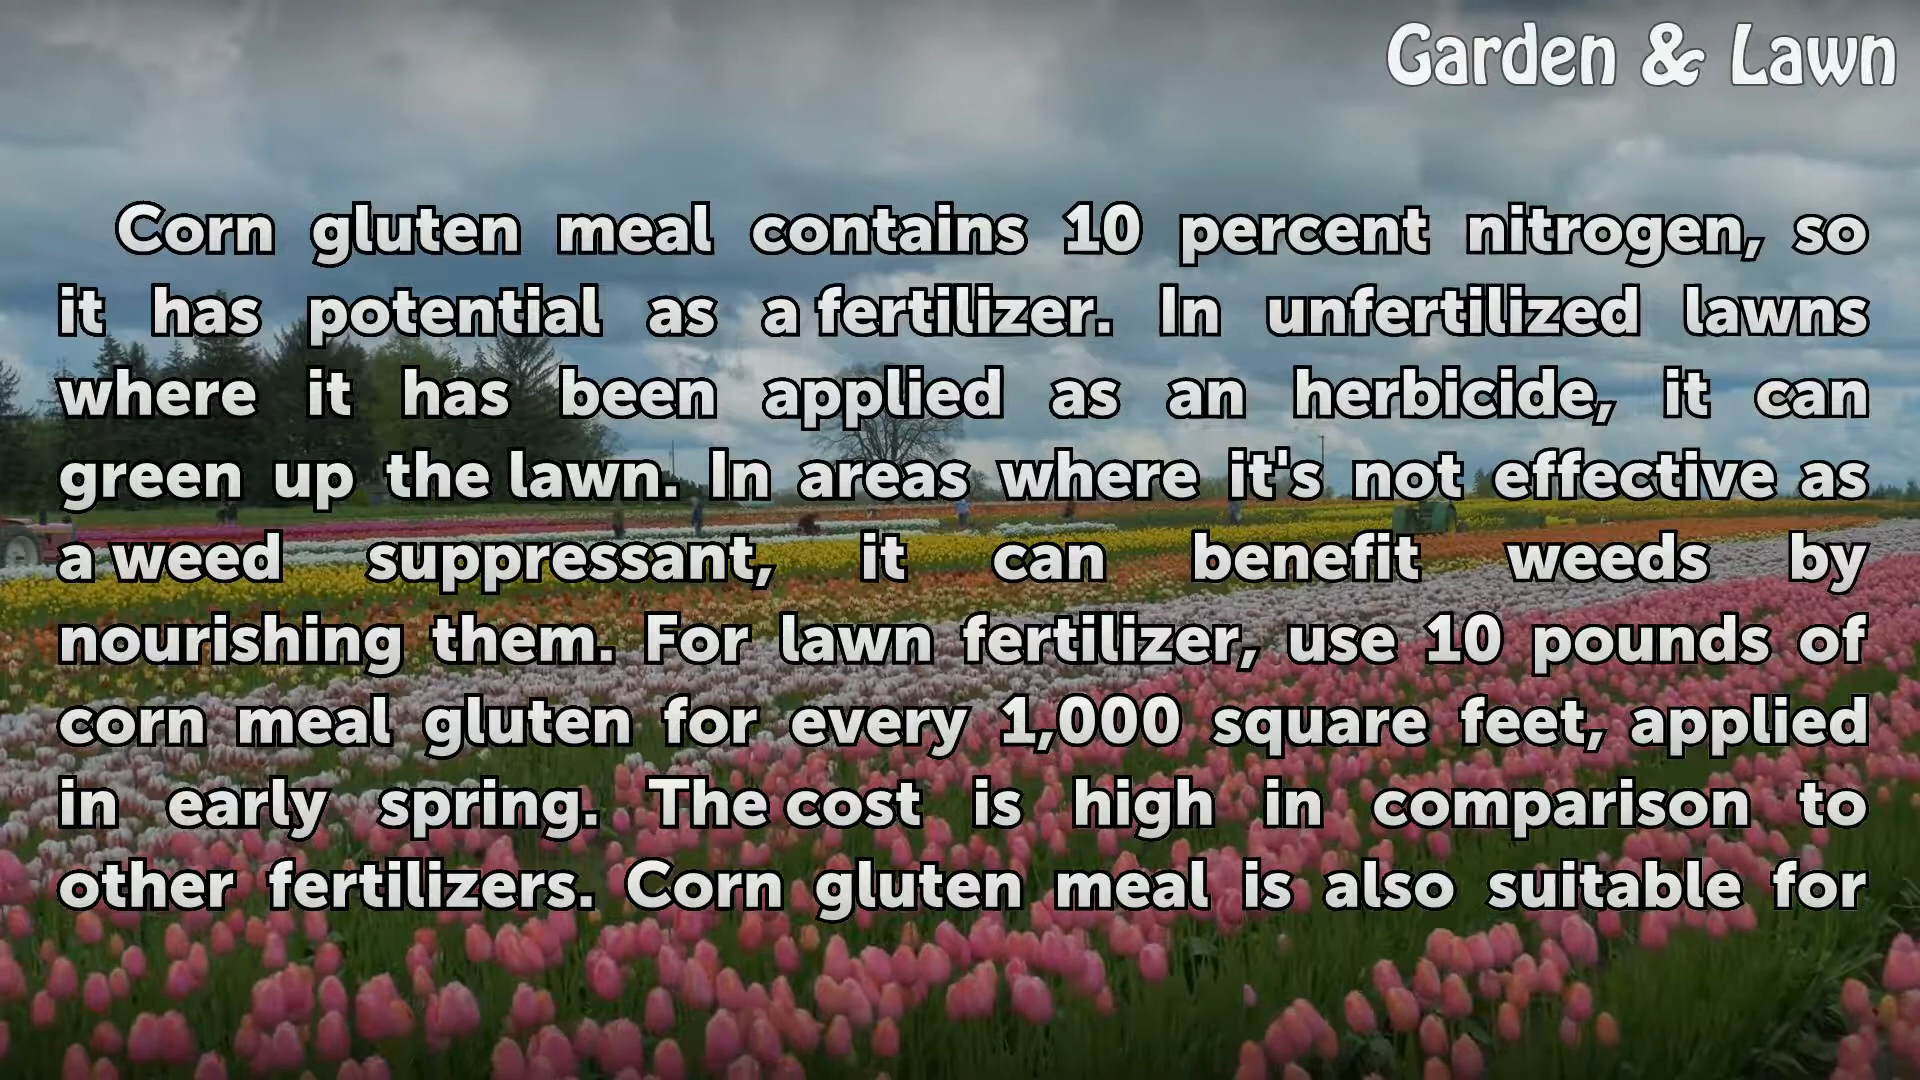 Garden & Lawn
Corn gluten meal contains 10 percent nitrogen, so
it has potential as a fertilizer. In unfertilized lawns
where it has been applied as an herbicide, it can
green up the lawn. In areas where it's not effective as
a weed suppressant, it can benefit weeds by
nourishing them. For lawn fertilizer, use 10 pounds of
corn meal gluten for every 1,000 square feet, applied
in early spring. The cost is high in comparison to
other fertilizers. Corn gluten meal is also suitable for